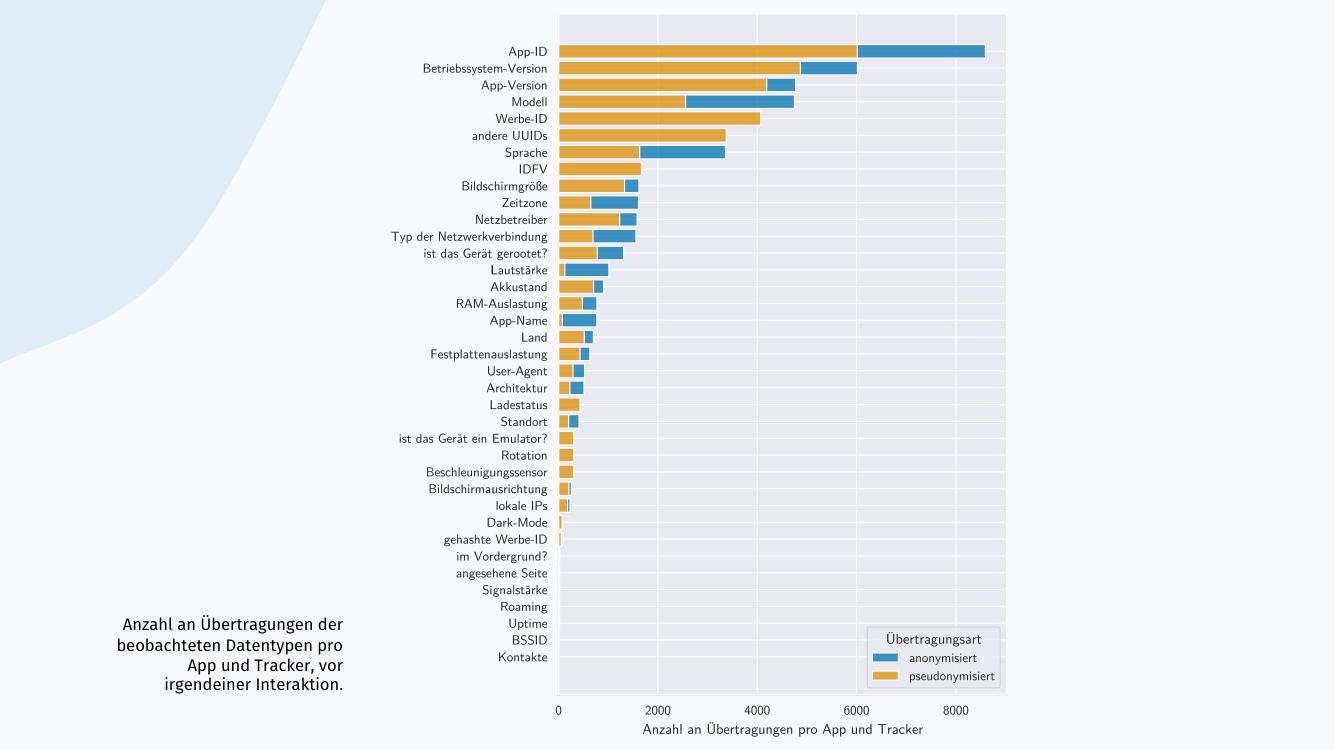 App-ID
Betriebssystem-Version
App-Version
Modell
Werbe-ID
andere UUIDs
Sprache
IDFV
Bildschirmgröße
Zeitzone
Netzbetreiber
Typ der Netzwerkverbindung
ist das Gerät gerootet?
Lautstärke
Akkustand
RAM-Auslastung
App-Name
Land
Festplattenauslastung
User-Agent
Architektur
Ladestatus
Standort
ist das Gerät ein Emulator?
Rotation
Beschleunigungssensor
Bildschirmausrichtung
lokale IPs
Dark-Mode
gehashte Werbe-ID
im Vordergrund?
angesehene Seite
Signalstärke
Roaming
Uptime
BSSID
Kontakte
0 2000 4000 6000 8000
Anzahl an Übertragungen pro App und Tracker
Übertragungsart
anonymisiert
pseudonymisiert
Anzahl an Übertragungen der
beobachteten Datentypen pro
App und Tracker, vor
irgendeiner Interaktion.